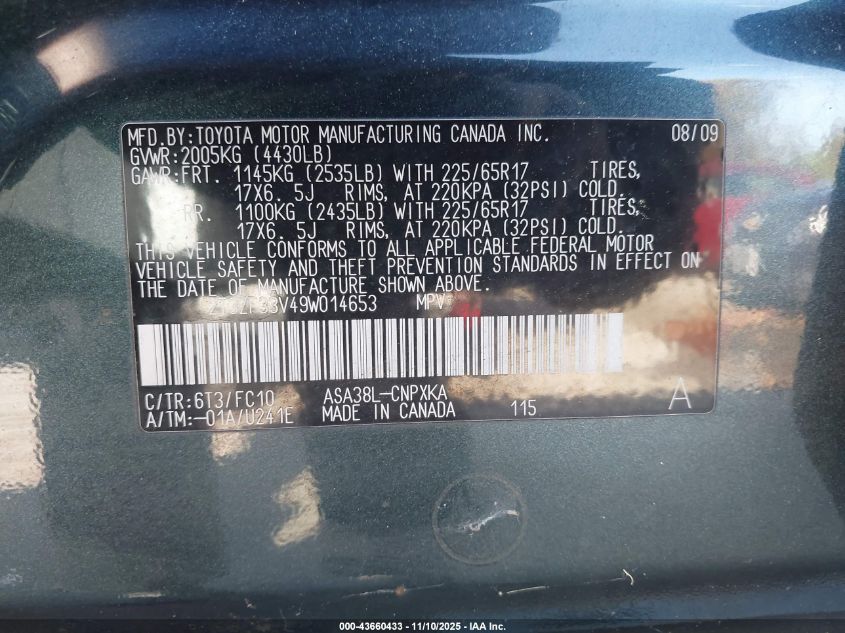 MFD.BY:TOYOTA MOTOR MANUFACTURING CANADA INC. 08/09
GVWR:2005KG (4430LB)
GAWR:FRT. 1145KG (2535LB) WITH 225/65R17 TIRES,
17X6. 5J RIMS, AT 220KPA (32PSI) COLD.
RR. 1100KG (2435LB) WITH 225/65R17 TIRES,
17X6. 5J RIMS, AT 220KPA (32PSI) COLD.
THIS VEHICLE CONFORMS TO ALL APPLICABLE FEDERAL MOTOR
VEHICLE SAFETY AND THEFT PREVENTION STANDARDS IN EFFECT ON
THE DATE OF MANUFACTURE SHOWN ABOVE.
MPV
C/TR:6T3/FC10 ASA38L-CNPXKA
A/TM:-01A/U241E MADE IN CANADA 115 A
000-43660433 - 11/10/2025 - IAA Inc.